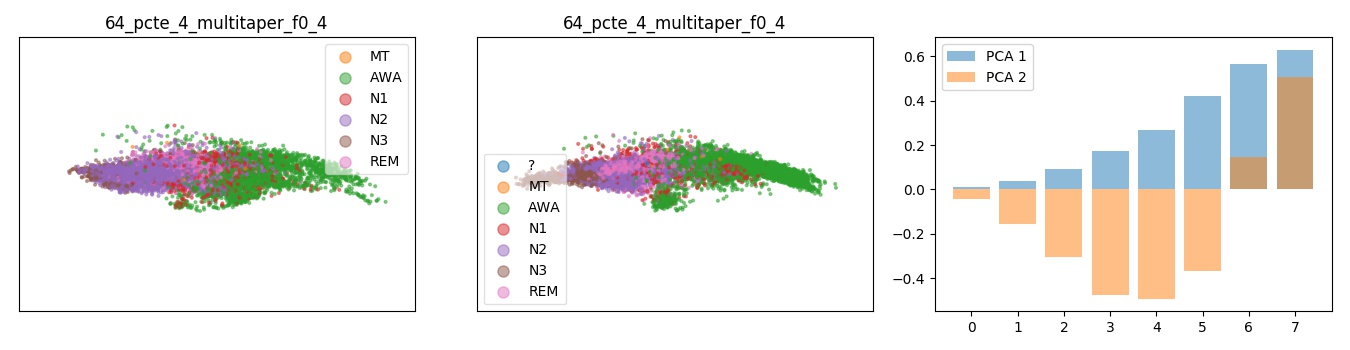 64_pcte_4_multitaper_f0_4
MT
AWA
N1
N2
N3
REM
64_pcte_4_multitaper_f0_4
?
MT
AWA
N1
N2
N3
REM
PCA 1
PCA 2
0.6
0.4
0.2
0.0
−0.2
−0.4
0 1 2 3 4 5 6 7